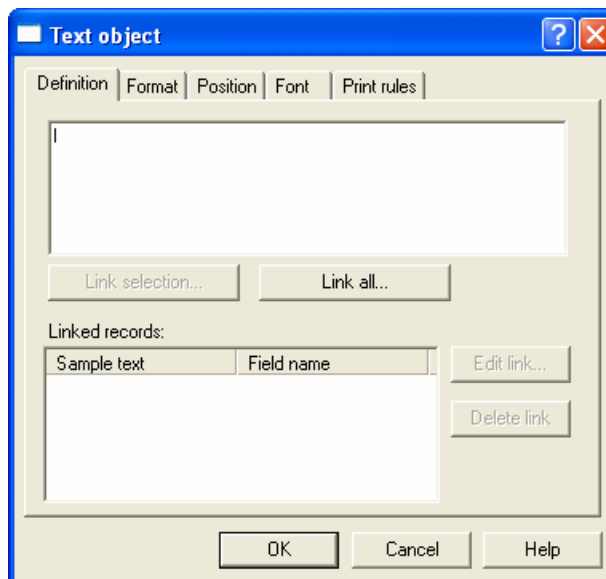 Text object
Definition Format Position Font Print rules
Link selection... Link all...
Linked records:
Sample text Field name Edit link...
Delete link
OK Cancel Help